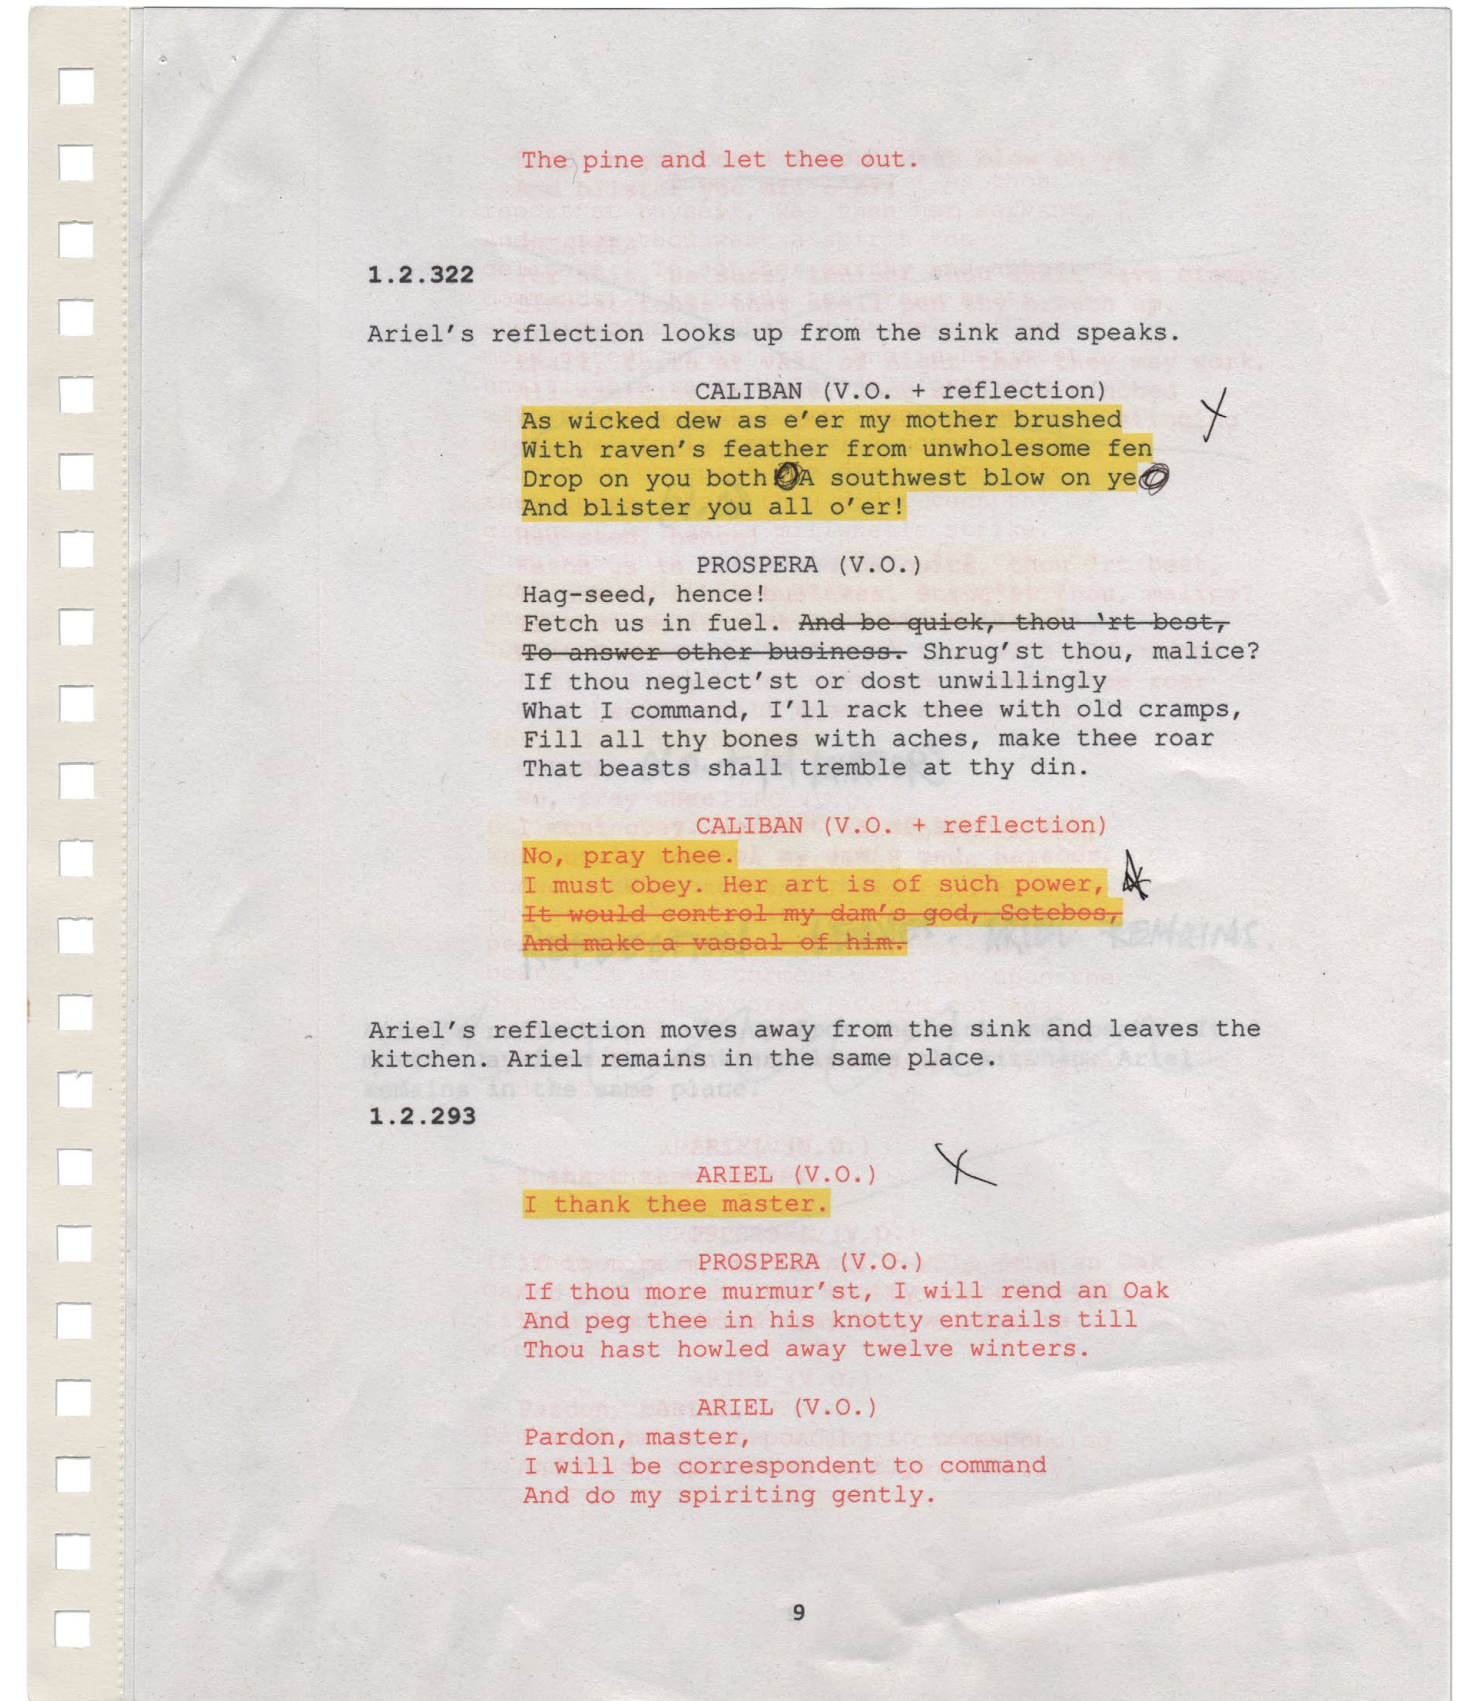 The pine and let thee out.
1.2.322
Ariel's reflection looks up from the sink and speaks.
CALIBAN (V.O. + reflection)
As wicked dew as e'er my mother brushed
With raven's feather from unwholesome fen
Drop on you both A southwest blow on ye
And blister you all o'er!
PROSPERA (V.O.)
Hag-seed, hence!
Fetch us in fuel. And be quick, thou 'rt best,
To answer other business. Shrug'st thou, malice?
If thou neglect'st or dost unwillingly
What I command, I'll rack thee with old cramps,
Fill all thy bones with aches, make thee roar
That beasts shall tremble at thy din.
CALIBAN (V.O. + reflection)
No, pray thee.
I must obey. Her art is of such power,
It would control my dam's god, Setebos,
And make a vassal of him.
Ariel's reflection moves away from the sink and leaves the
kitchen. Ariel remains in the same place.
1.2.293
ARIEL (V.O.)
I thank thee master.
PROSPERA (V.O.)
If thou more murmur'st, I will rend an Oak
And peg thee in his knotty entrails till
Thou hast howled away twelve winters.
ARIEL (V.O.)
Pardon, master,
I will be correspondent to command
And do my spiriting gently.
9